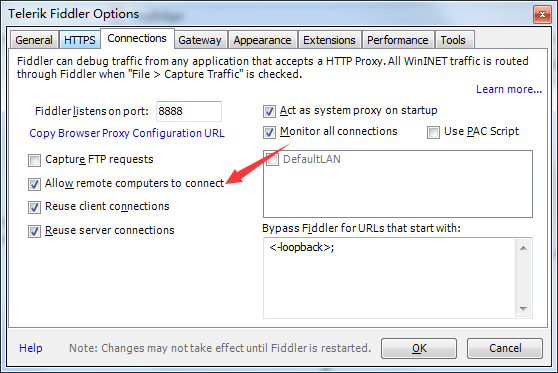 Telerik Fiddler Options
General HTTPS Connections Gateway Appearance Extensions Performance Tools
Fiddler can debug traffic from any application that accepts a HTTP Proxy. All WinINET traffic is routed
through Fiddler when "File > Capture Traffic" is checked.
Learn more...
Fiddler listens on port: 8888
Act as system proxy on startup
Copy Browser Proxy Configuration URL
Monitor all connections Use PAC Script
Capture FTP requests
DefaultLAN
Allow remote computers to connect
Reuse client connections
Reuse server connections
Bypass Fiddler for URLs that start with:
<-loopback>;
Help Note: Changes may not take effect until Fiddler is restarted. OK Cancel